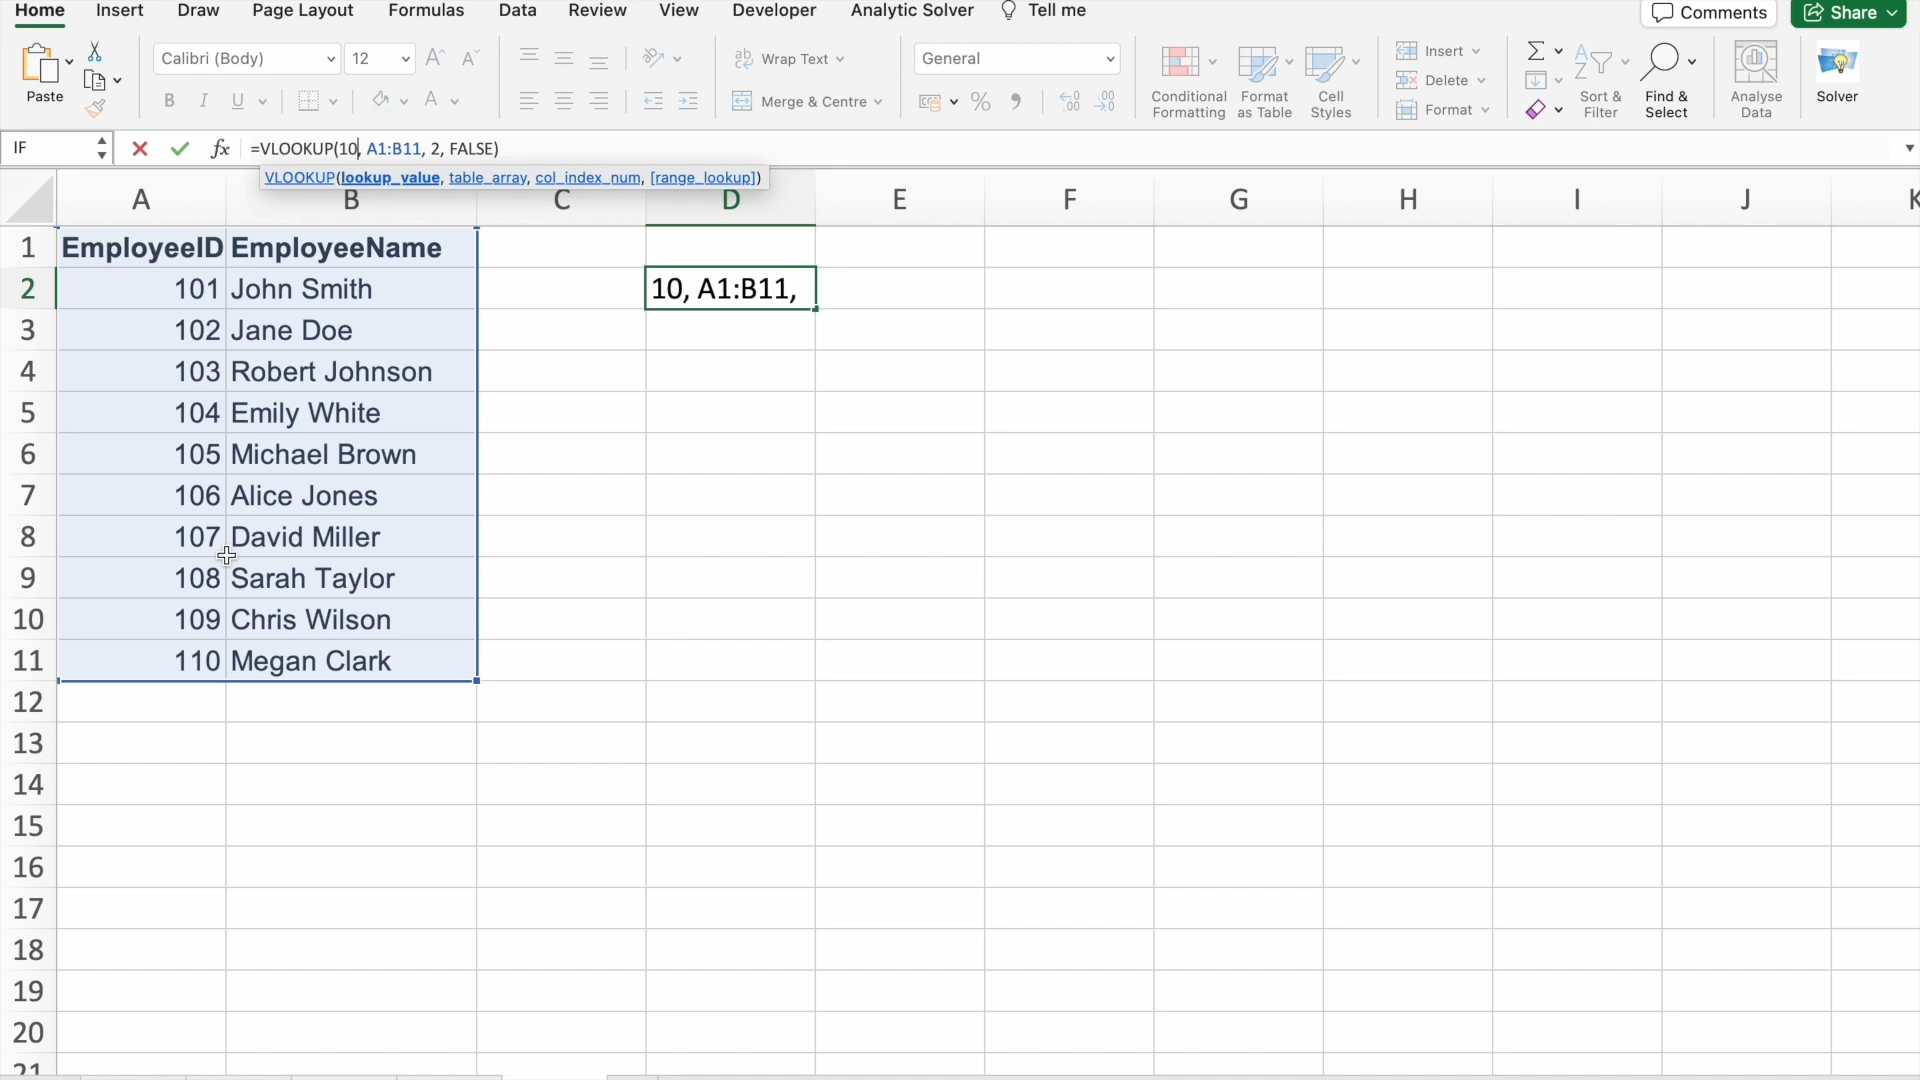 Home Insert Draw Page Layout Formulas Data Review View Developer Analytic Solver Tell me Comments Share
Paste
Calibri (Body) 12 A A
B I U A
ab Wrap Text
Merge & Centre
General
% .00 .00
Conditional Formatting
Format as Table
Cell Styles
Insert
Delete
Format
Sort & Filter
Find & Select
Analyse Data
Solver
IF fx =VLOOKUP(10, A1:B11, 2, FALSE)
VLOOKUP(lookup_value, table_array, col_index_num, [range_lookup])
A B C D E F G H I J K
1 EmployeeID EmployeeName
2 101 John Smith 10, A1:B11,
3 102 Jane Doe
4 103 Robert Johnson
5 104 Emily White
6 105 Michael Brown
7 106 Alice Jones
8 107 David Miller
9 108 Sarah Taylor
10 109 Chris Wilson
11 110 Megan Clark
12
13
14
15
16
17
18
19
20
21